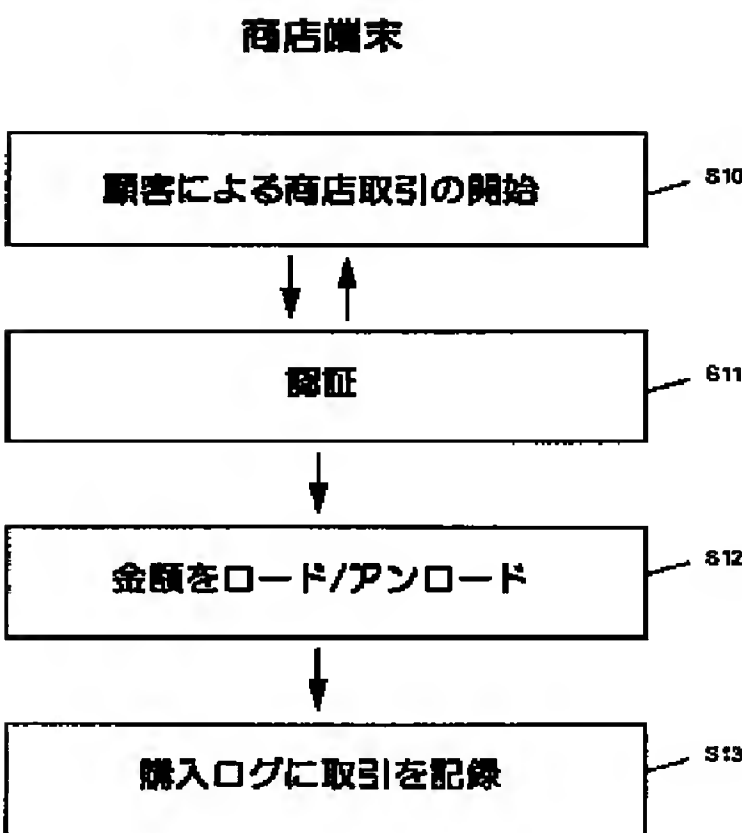 商店端末
顧客による商店取引の開始
S10
認証
S11
金額をロード/アンロード
S12
購入ログに取引を記録
S13